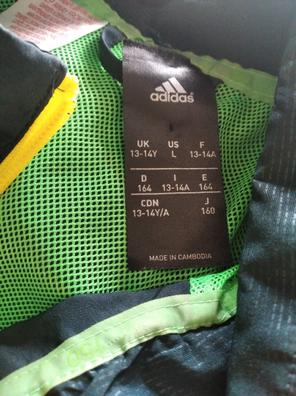 adidas
UK US F
13-14Y L 13-14A
D I E
164 13-14A 164
CDN J
13-14Y/A 160
MADE IN CAMBODIA